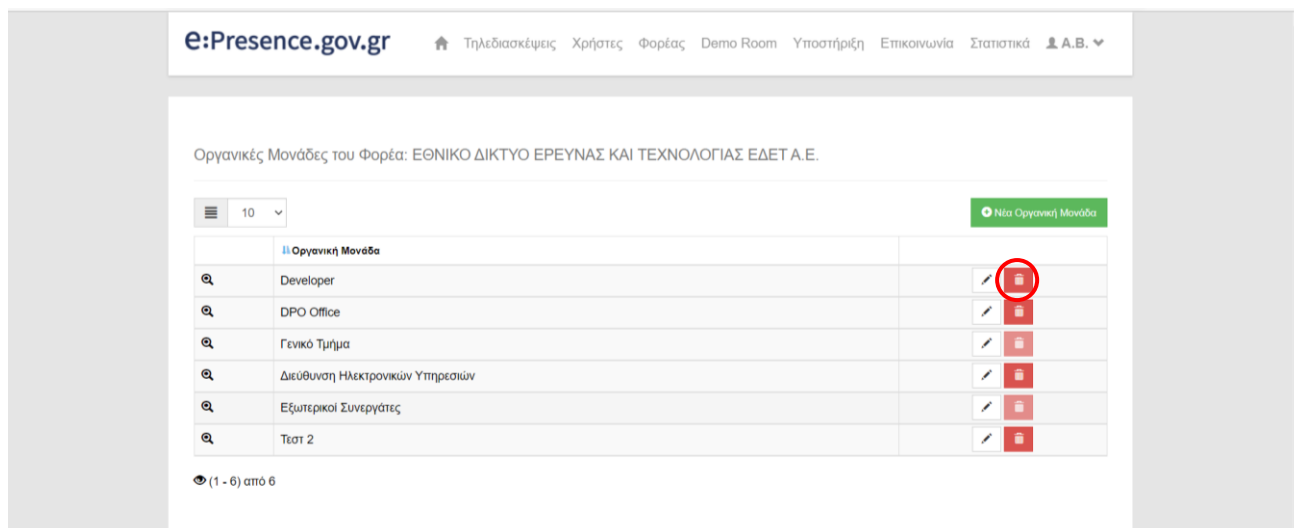 e:Presence.gov.gr Τηλεδιασκέψεις Χρήστες Φορέας Demo Room Υποστήριξη Επικοινωνία Στατιστικά A.B.
Οργανικές Μονάδες του Φορέα: ΕΘΝΙΚΟ ΔΙΚΤΥΟ ΕΡΕΥΝΑΣ ΚΑΙ ΤΕΧΝΟΛΟΓΙΑΣ ΕΔΕΤ Α.Ε.
10 Νέα Οργανική Μονάδα
Οργανική Μονάδα
Developer
DPO Office
Γενικό Τμήμα
Διεύθυνση Ηλεκτρονικών Υπηρεσιών
Εξωτερικοί Συνεργάτες
Τεστ 2
(1 - 6) από 6